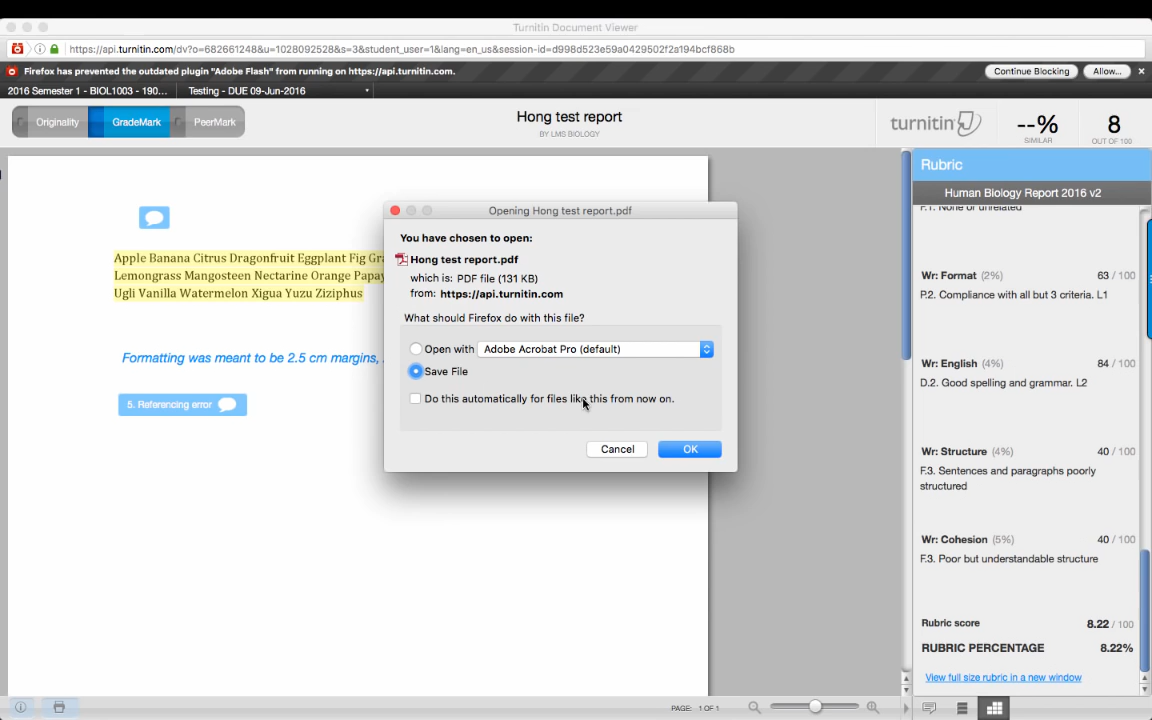 Turnitin Document Viewer
https://api.turnitin.com/dv?o=682661248&u=1028092528&s=3&student_user=1&lang=en_us&session-id=d998d523e59a0429502f2a194bcf868b
Firefox has prevented the outdated plugin "Adobe Flash" from running on https://api.turnitin.com.
Continue Blocking
Allow...
2016 Semester 1 - BIOL1003 - 190...
Testing - DUE 09-Jun-2016
Originality
GradeMark
PeerMark
Hong test report
BY LMS BIOLOGY
turnitin
--%
SIMILAR
8
OUT OF 100
Apple Banana Citrus Dragonfruit Eggplant Fig
Lemongrass Mangosteen Nectarine Orange
Ugli Vanilla Watermelon Xigua Yuzu Ziziphus
Formatting was meant to be 2.5 cm margins,
5. Referencing error
Opening Hong test report.pdf
You have chosen to open:
Hong test report.pdf
which is: PDF file (131 KB)
from: https://api.turnitin.com
What should Firefox do with this file?
Open with Adobe Acrobat Pro (default)
Save File
Do this automatically for files like this from now on.
Cancel
OK
Rubric
Human Biology Report 2016 v2
F.1. None or unrelated
Wr: Format (2%) 63 / 100
P.2. Compliance with all but 3 criteria. L1
Wr: English (4%) 84 / 100
D.2. Good spelling and grammar. L2
Wr: Structure (4%) 40 / 100
F.3. Sentences and paragraphs poorly
structured
Wr: Cohesion (5%) 40 / 100
F.3. Poor but understandable structure
Rubric score 8.22 / 100
RUBRIC PERCENTAGE 8.22%
View full size rubric in a new window
PAGE: 1 OF 1